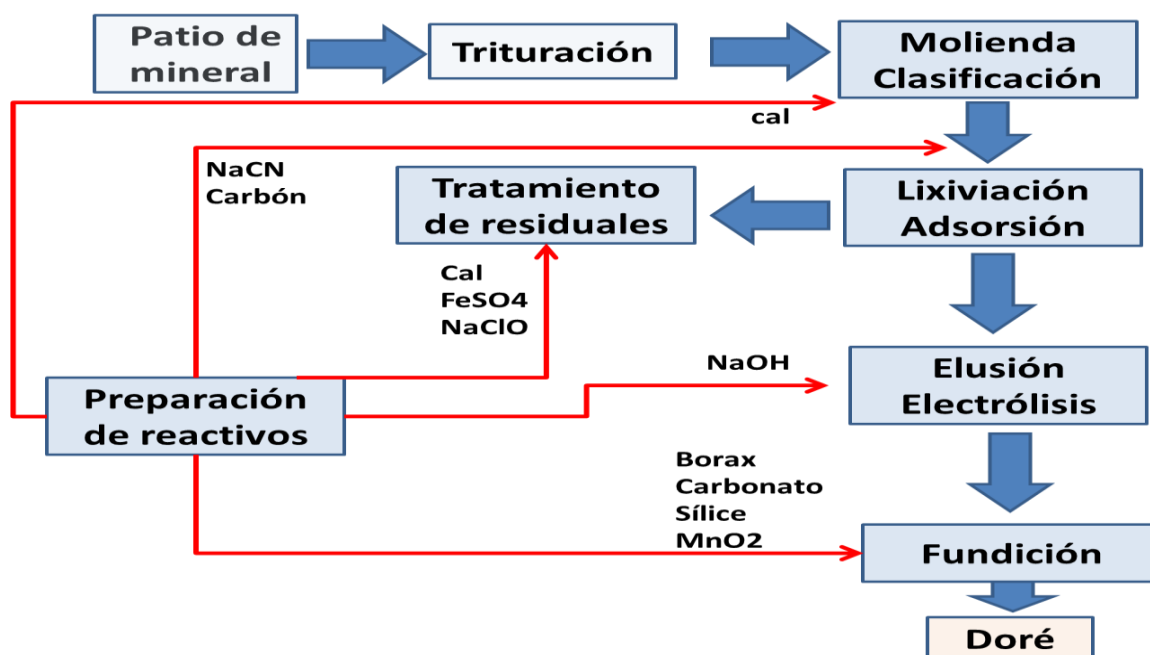 Patio de
mineral
Trituración
Molienda
Clasificación
cal
NaCN
Carbón
Tratamiento
de residuales
Lixiviación
Adsorsión
Cal
FeSO4
NaClO
NaOH
Elusión
Electrólisis
Preparación
de reactivos
Borax
Carbonato
Sílice
MnO2
Fundición
Doré